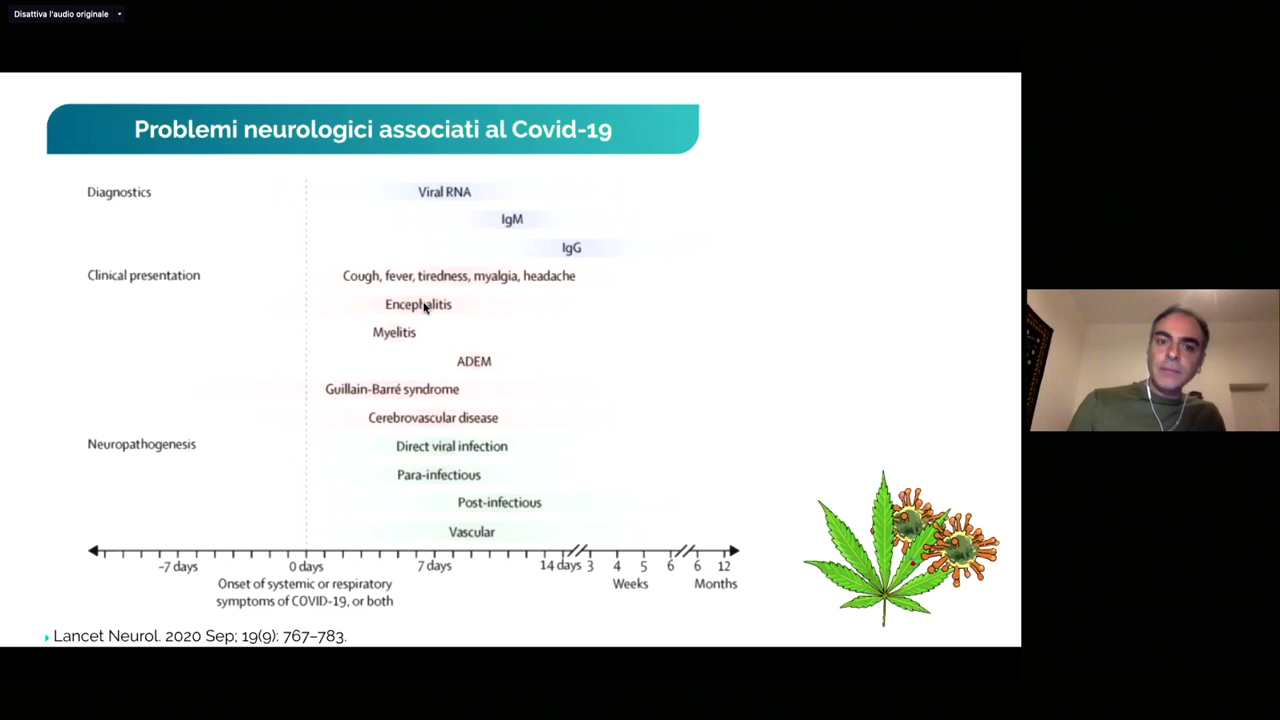 Disattiva l'audio originale
Problemi neurologici associati al Covid-19
Diagnostics
Viral RNA
IgM
IgG
Clinical presentation
Cough, fever, tiredness, myalgia, headache
Encephalitis
Myelitis
ADEM
Guillain-Barré syndrome
Cerebrovascular disease
Neuropathogenesis
Direct viral infection
Para-infectious
Post-infectious
Vascular
-7 days 0 days 7 days 14 days 3 4 5 6 6 12
Onset of systemic or respiratory Weeks Months
symptoms of COVID-19, or both
Lancet Neurol. 2020 Sep; 19(9): 767–783.